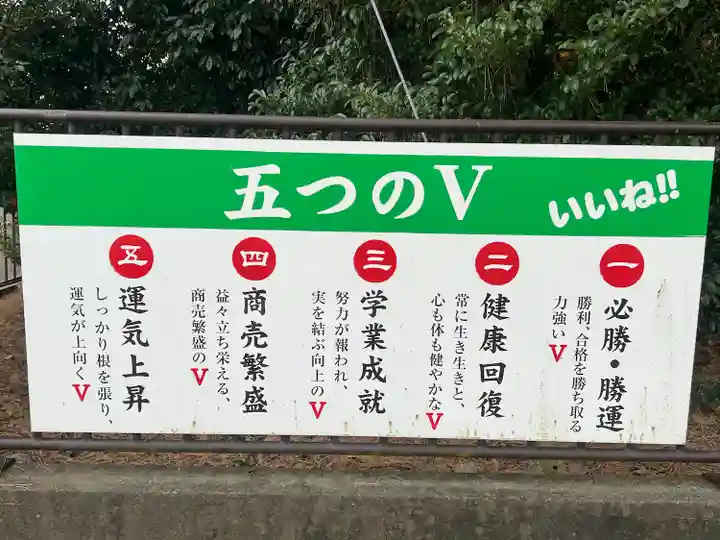 五つのV
いいね!!
一
必勝・勝運
勝利、合格を勝ち取る
力強いV
二
健康回復
常に生き生きと、
心も体も健やかなV
三
学業成就
努力が報われ、
実を結ぶ向上のV
四
商売繁盛
益々立ち栄える、
商売繁盛のV
五
運気上昇
しっかり根を張り、
運気が上向くV